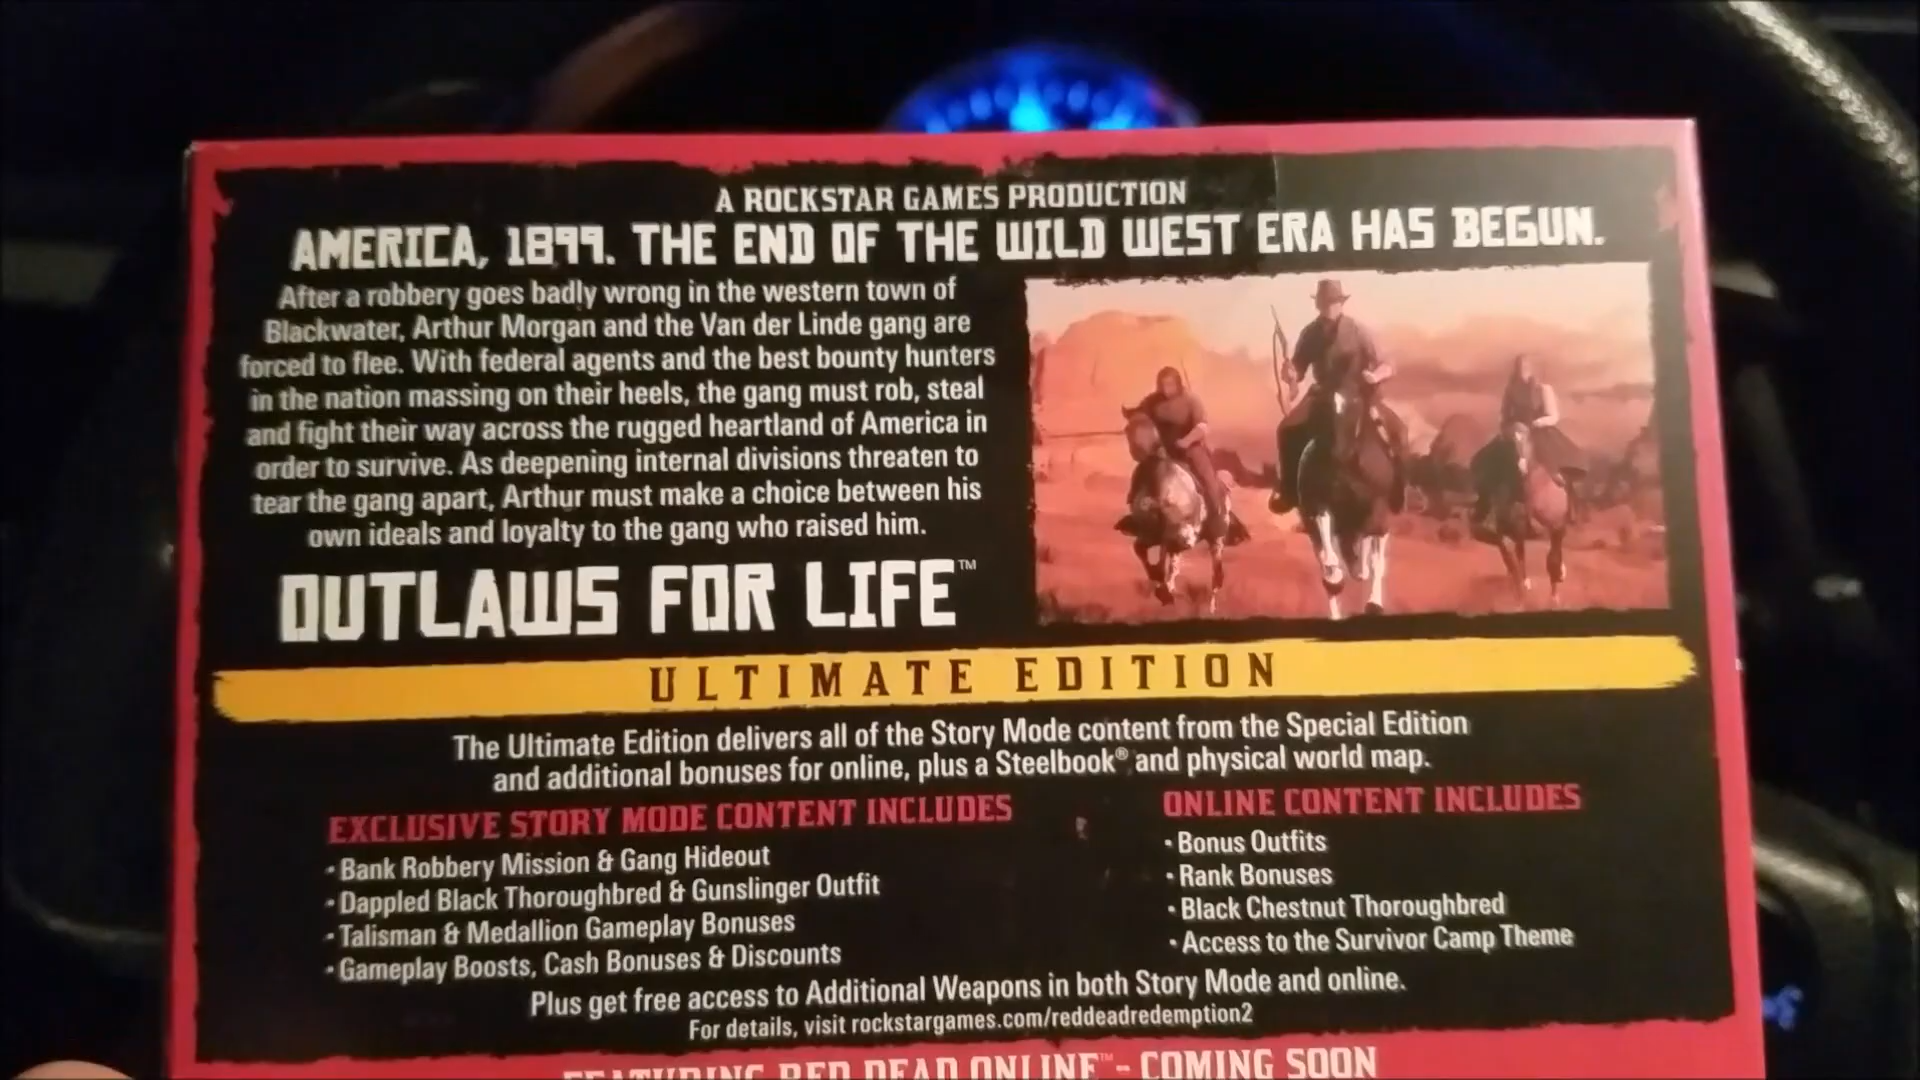 A ROCKSTAR GAMES PRODUCTION
AMERICA, 1899. THE END OF THE WILD WEST ERA HAS BEGUN.
After a robbery goes badly wrong in the western town of
Blackwater, Arthur Morgan and the Van der Linde gang are
forced to flee. With federal agents and the best bounty hunters
in the nation massing on their heels, the gang must rob, steal
and fight their way across the rugged heartland of America in
order to survive. As deepening internal divisions threaten to
tear the gang apart, Arthur must make a choice between his
own ideals and loyalty to the gang who raised him.
OUTLAWS FOR LIFE™
ULTIMATE EDITION
The Ultimate Edition delivers all of the Story Mode content from the Special Edition
and additional bonuses for online, plus a Steelbook® and physical world map.
EXCLUSIVE STORY MODE CONTENT INCLUDES
• Bank Robbery Mission & Gang Hideout
• Dappled Black Thoroughbred & Gunslinger Outfit
• Talisman & Medallion Gameplay Bonuses
• Gameplay Boosts, Cash Bonuses & Discounts
ONLINE CONTENT INCLUDES
• Bonus Outfits
• Rank Bonuses
• Black Chestnut Thoroughbred
• Access to the Survivor Camp Theme
Plus get free access to Additional Weapons in both Story Mode and online.
For details, visit rockstargames.com/reddeadredemption2
FEATURING RED DEAD ONLINE™ - COMING SOON